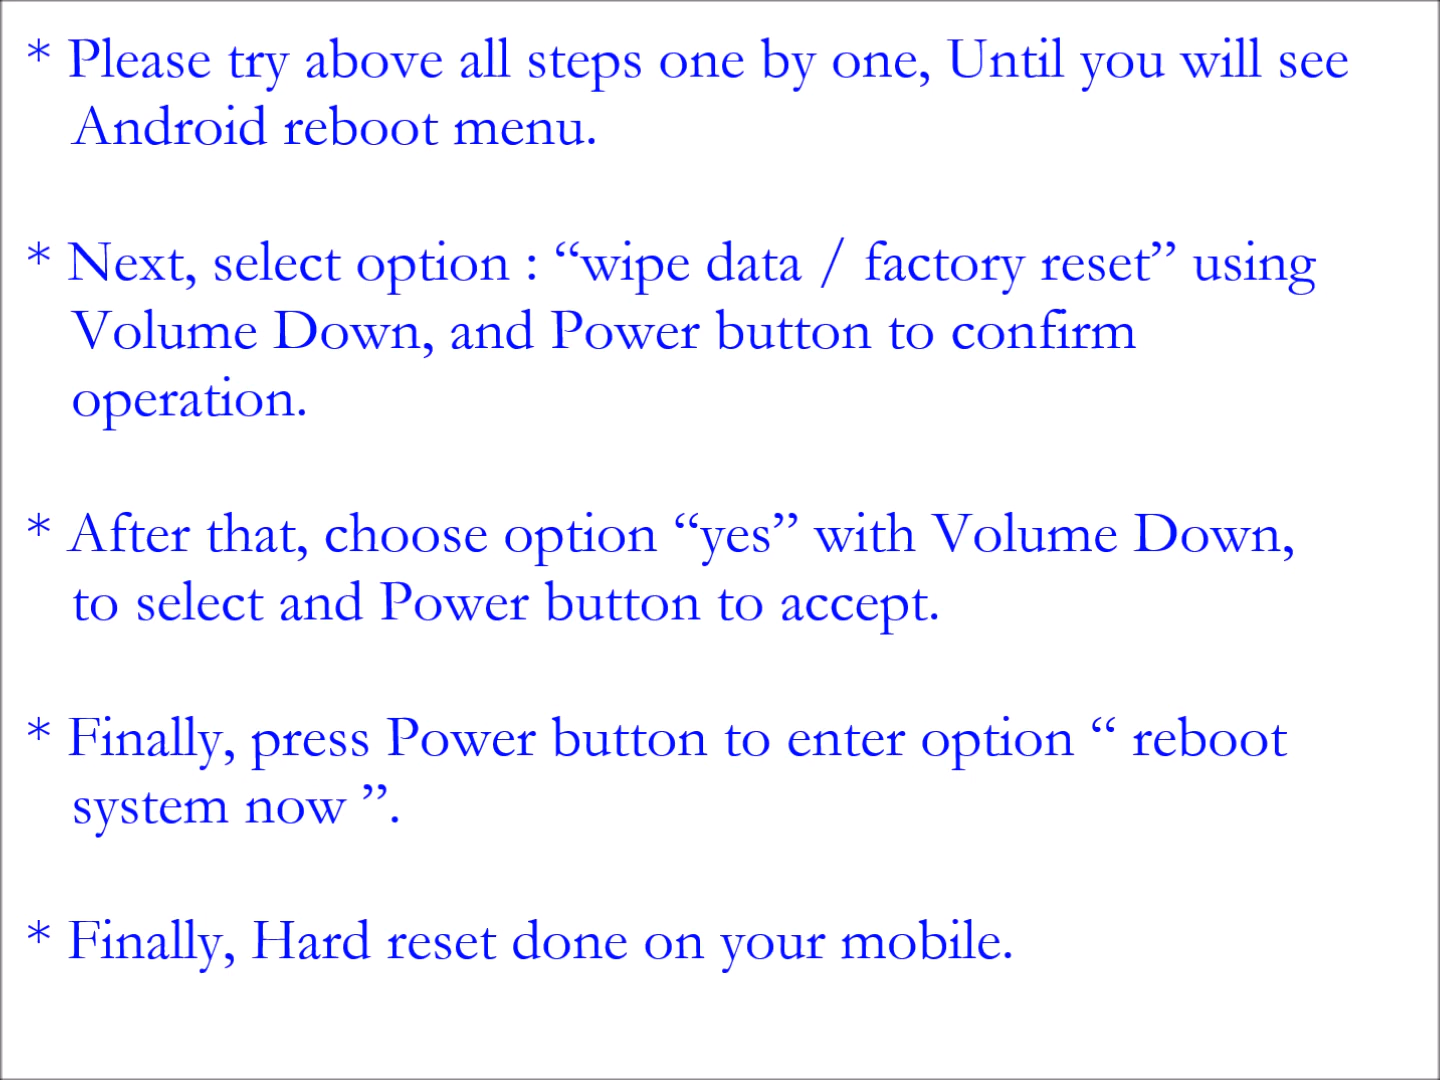 * Please try above all steps one by one, Until you will see
Android reboot menu.
* Next, select option : “wipe data / factory reset” using
Volume Down, and Power button to confirm
operation.
* After that, choose option “yes” with Volume Down,
to select and Power button to accept.
* Finally, press Power button to enter option “ reboot
system now ”.
* Finally, Hard reset done on your mobile.